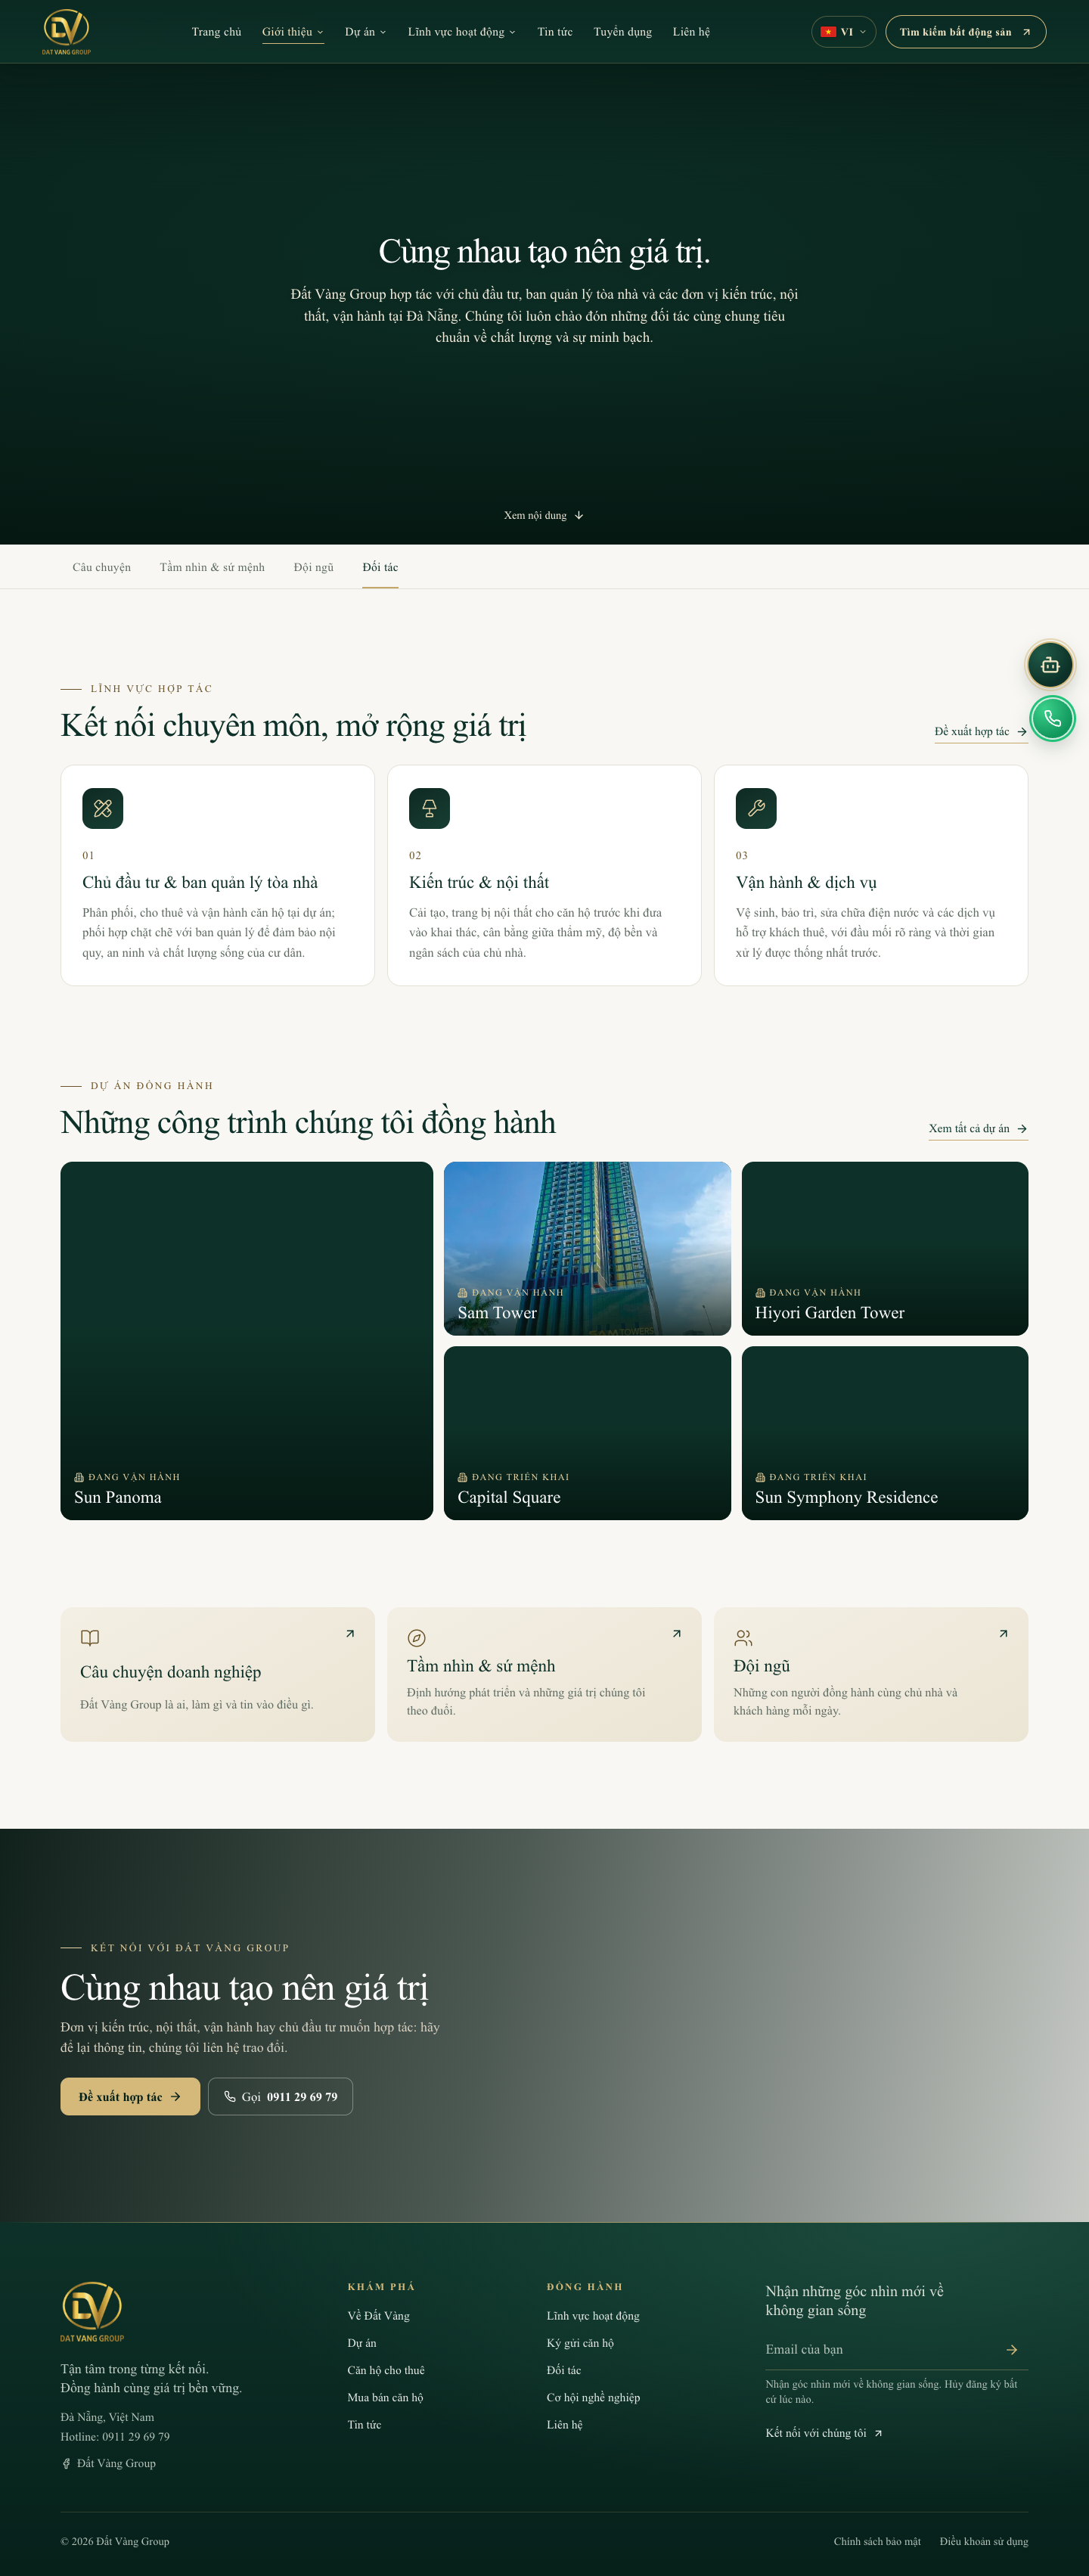 DAT VANG GROUP
Trang chủ
Giới thiệu
Dự án
Lĩnh vực hoạt động
Tin tức
Tuyển dụng
Liên hệ
VI
Tìm kiếm bất động sản
Cùng nhau tạo nên giá trị.
Đất Vàng Group hợp tác với chủ đầu tư, ban quản lý tòa nhà và các đơn vị kiến trúc, nội
thất, vận hành tại Đà Nẵng. Chúng tôi luôn chào đón những đối tác cùng chung tiêu
chuẩn về chất lượng và sự minh bạch.
Xem nội dung
Câu chuyện
Tầm nhìn & sứ mệnh
Đội ngũ
Đối tác
LĨNH VỰC HỢP TÁC
Kết nối chuyên môn, mở rộng giá trị
Đề xuất hợp tác
01
Chủ đầu tư & ban quản lý tòa nhà
Phân phối, cho thuê và vận hành căn hộ tại dự án;
phối hợp chặt chẽ với ban quản lý để đảm bảo nội
quy, an ninh và chất lượng sống của cư dân.
02
Kiến trúc & nội thất
Cải tạo, trang bị nội thất cho căn hộ trước khi đưa
vào khai thác, cân bằng giữa thẩm mỹ, độ bền và
ngân sách của chủ nhà.
03
Vận hành & dịch vụ
Vệ sinh, bảo trì, sửa chữa điện nước và các dịch vụ
hỗ trợ khách thuê, với đầu mối rõ ràng và thời gian
xử lý được thống nhất trước.
DỰ ÁN ĐỒNG HÀNH
Những công trình chúng tôi đồng hành
Xem tất cả dự án
ĐANG VẬN HÀNH
Sun Panoma
ĐANG VẬN HÀNH
Sam Tower
ĐANG VẬN HÀNH
Hiyori Garden Tower
ĐANG TRIỂN KHAI
Capital Square
ĐANG TRIỂN KHAI
Sun Symphony Residence
Câu chuyện doanh nghiệp
Đất Vàng Group là ai, làm gì và tin vào điều gì.
Tầm nhìn & sứ mệnh
Định hướng phát triển và những giá trị chúng tôi
theo đuổi.
Đội ngũ
Những con người đồng hành cùng chủ nhà và
khách hàng mỗi ngày.
KẾT NỐI VỚI ĐẤT VÀNG GROUP
Cùng nhau tạo nên giá trị
Đơn vị kiến trúc, nội thất, vận hành hay chủ đầu tư muốn hợp tác: hãy
để lại thông tin, chúng tôi liên hệ trao đổi.
Đề xuất hợp tác
Gọi 0911 29 69 79
DAT VANG GROUP
Tận tâm trong từng kết nối.
Đồng hành cùng giá trị bền vững.
Đà Nẵng, Việt Nam
Hotline: 0911 29 69 79
Đất Vàng Group
KHÁM PHÁ
Về Đất Vàng
Dự án
Căn hộ cho thuê
Mua bán căn hộ
Tin tức
ĐỒNG HÀNH
Lĩnh vực hoạt động
Ký gửi căn hộ
Đối tác
Cơ hội nghề nghiệp
Liên hệ
Nhận những góc nhìn mới về
không gian sống
Email của bạn
Nhận góc nhìn mới về không gian sống. Hủy đăng ký bất
cứ lúc nào.
Kết nối với chúng tôi
© 2026 Đất Vàng Group
Chính sách bảo mật
Điều khoản sử dụng